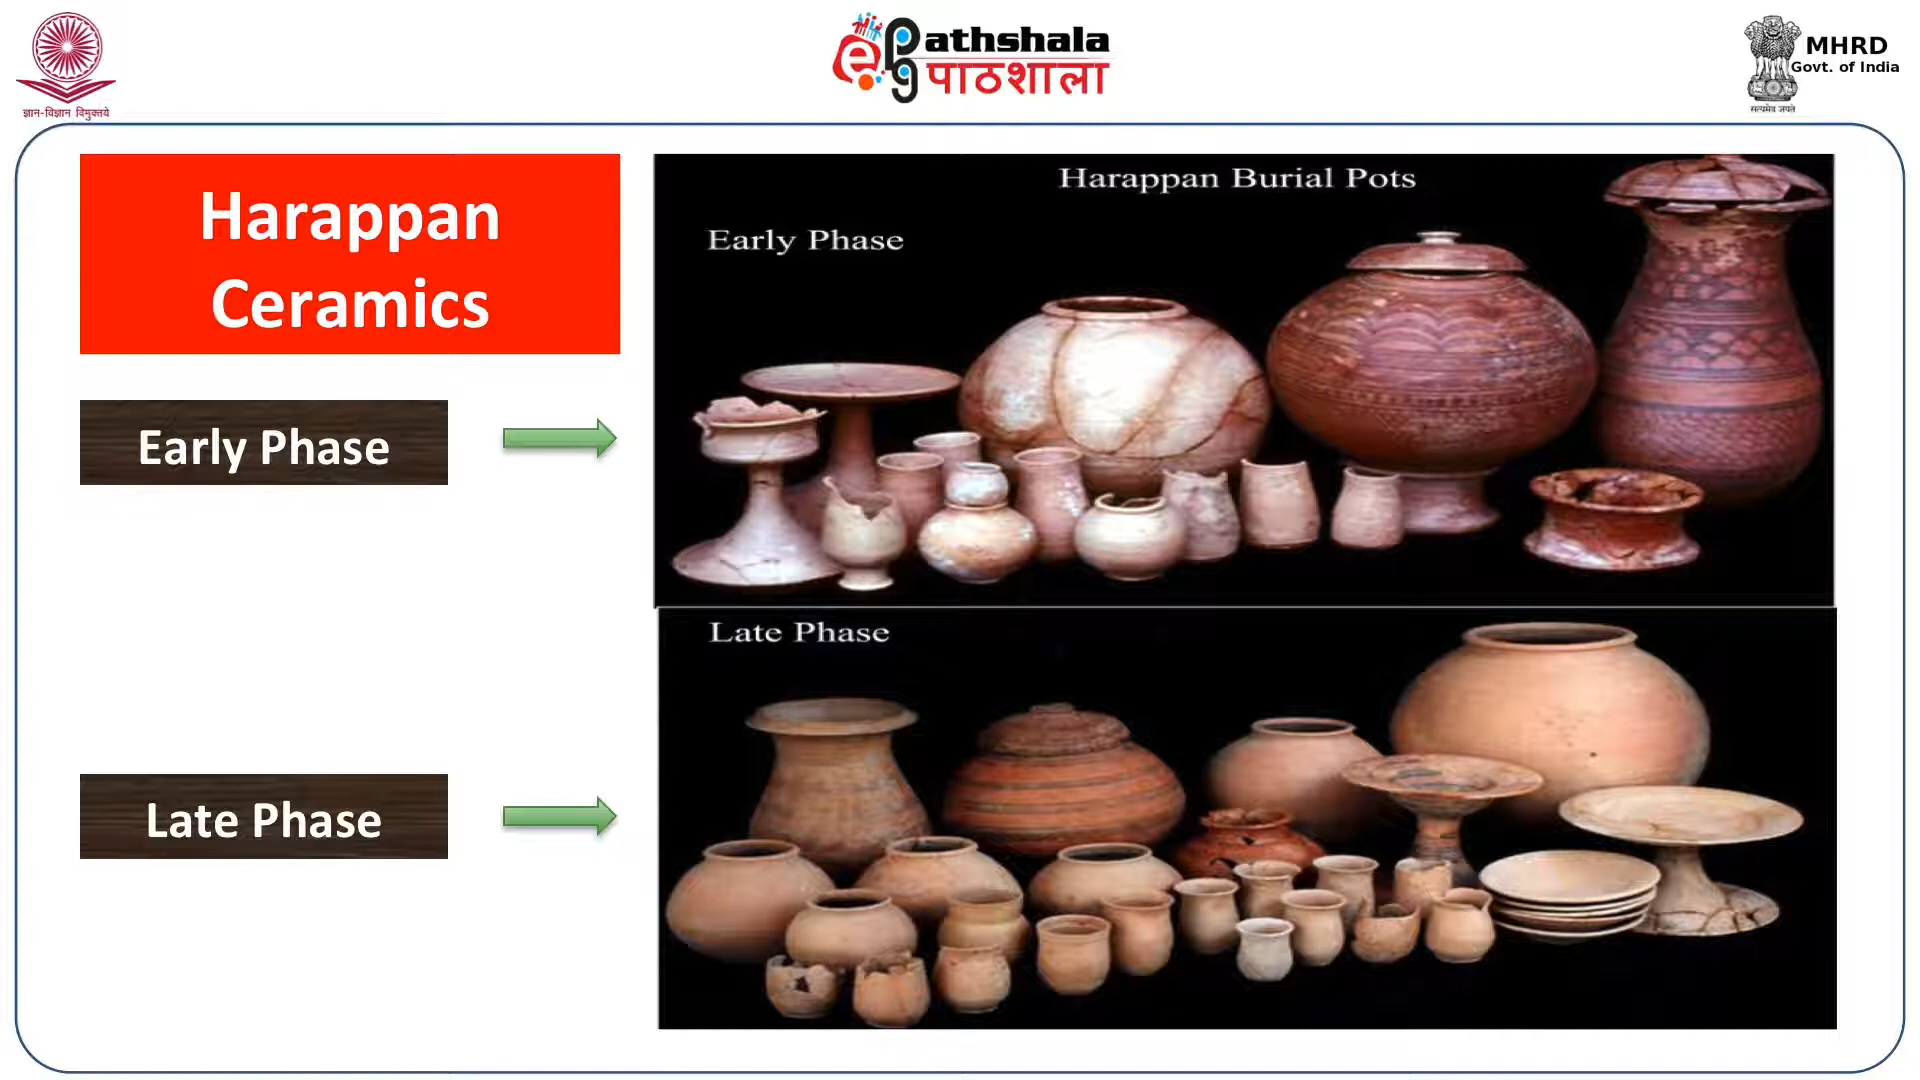 ज्ञान-विज्ञान विमुक्तये
ePG
athshala
पाठशाला
MHRD
Govt. of India
सत्यमेव जयते
Harappan
Ceramics
Early Phase
Late Phase
Harappan Burial Pots
Early Phase
Late Phase